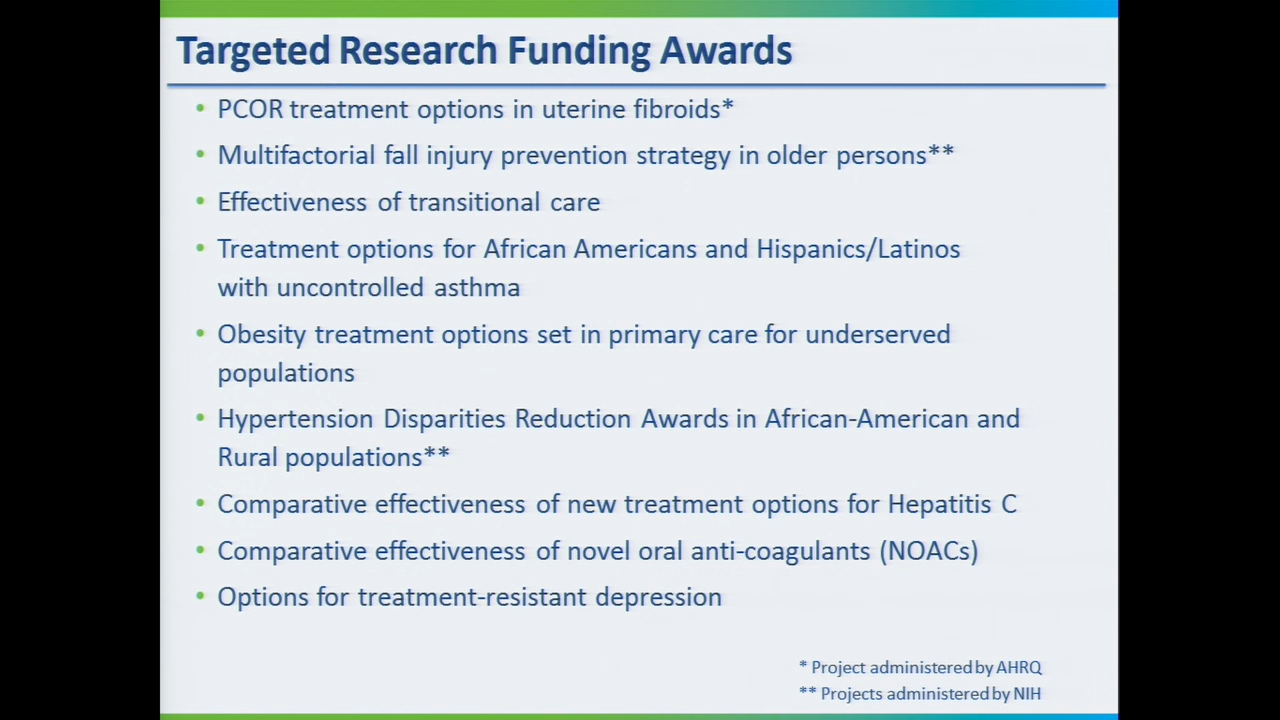 Targeted Research Funding Awards
• PCOR treatment options in uterine fibroids*
• Multifactorial fall injury prevention strategy in older persons**
• Effectiveness of transitional care
• Treatment options for African Americans and Hispanics/Latinos
with uncontrolled asthma
• Obesity treatment options set in primary care for underserved
populations
• Hypertension Disparities Reduction Awards in African-American and
Rural populations**
• Comparative effectiveness of new treatment options for Hepatitis C
• Comparative effectiveness of novel oral anti-coagulants (NOACs)
• Options for treatment-resistant depression
* Project administered by AHRQ
** Projects administered by NIH